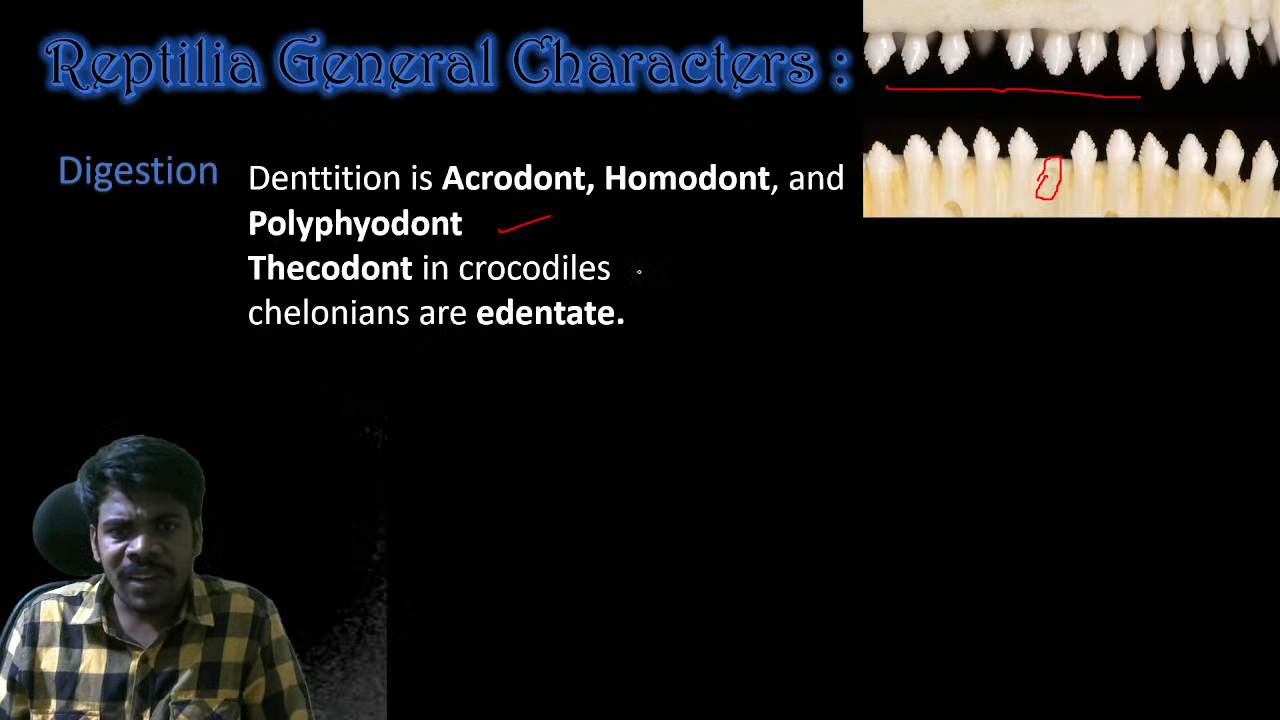 Reptilia General Characters :
Digestion
Denttition is Acrodont, Homodont, and
Polyphyodont
Thecodont in crocodiles
chelonians are edentate.